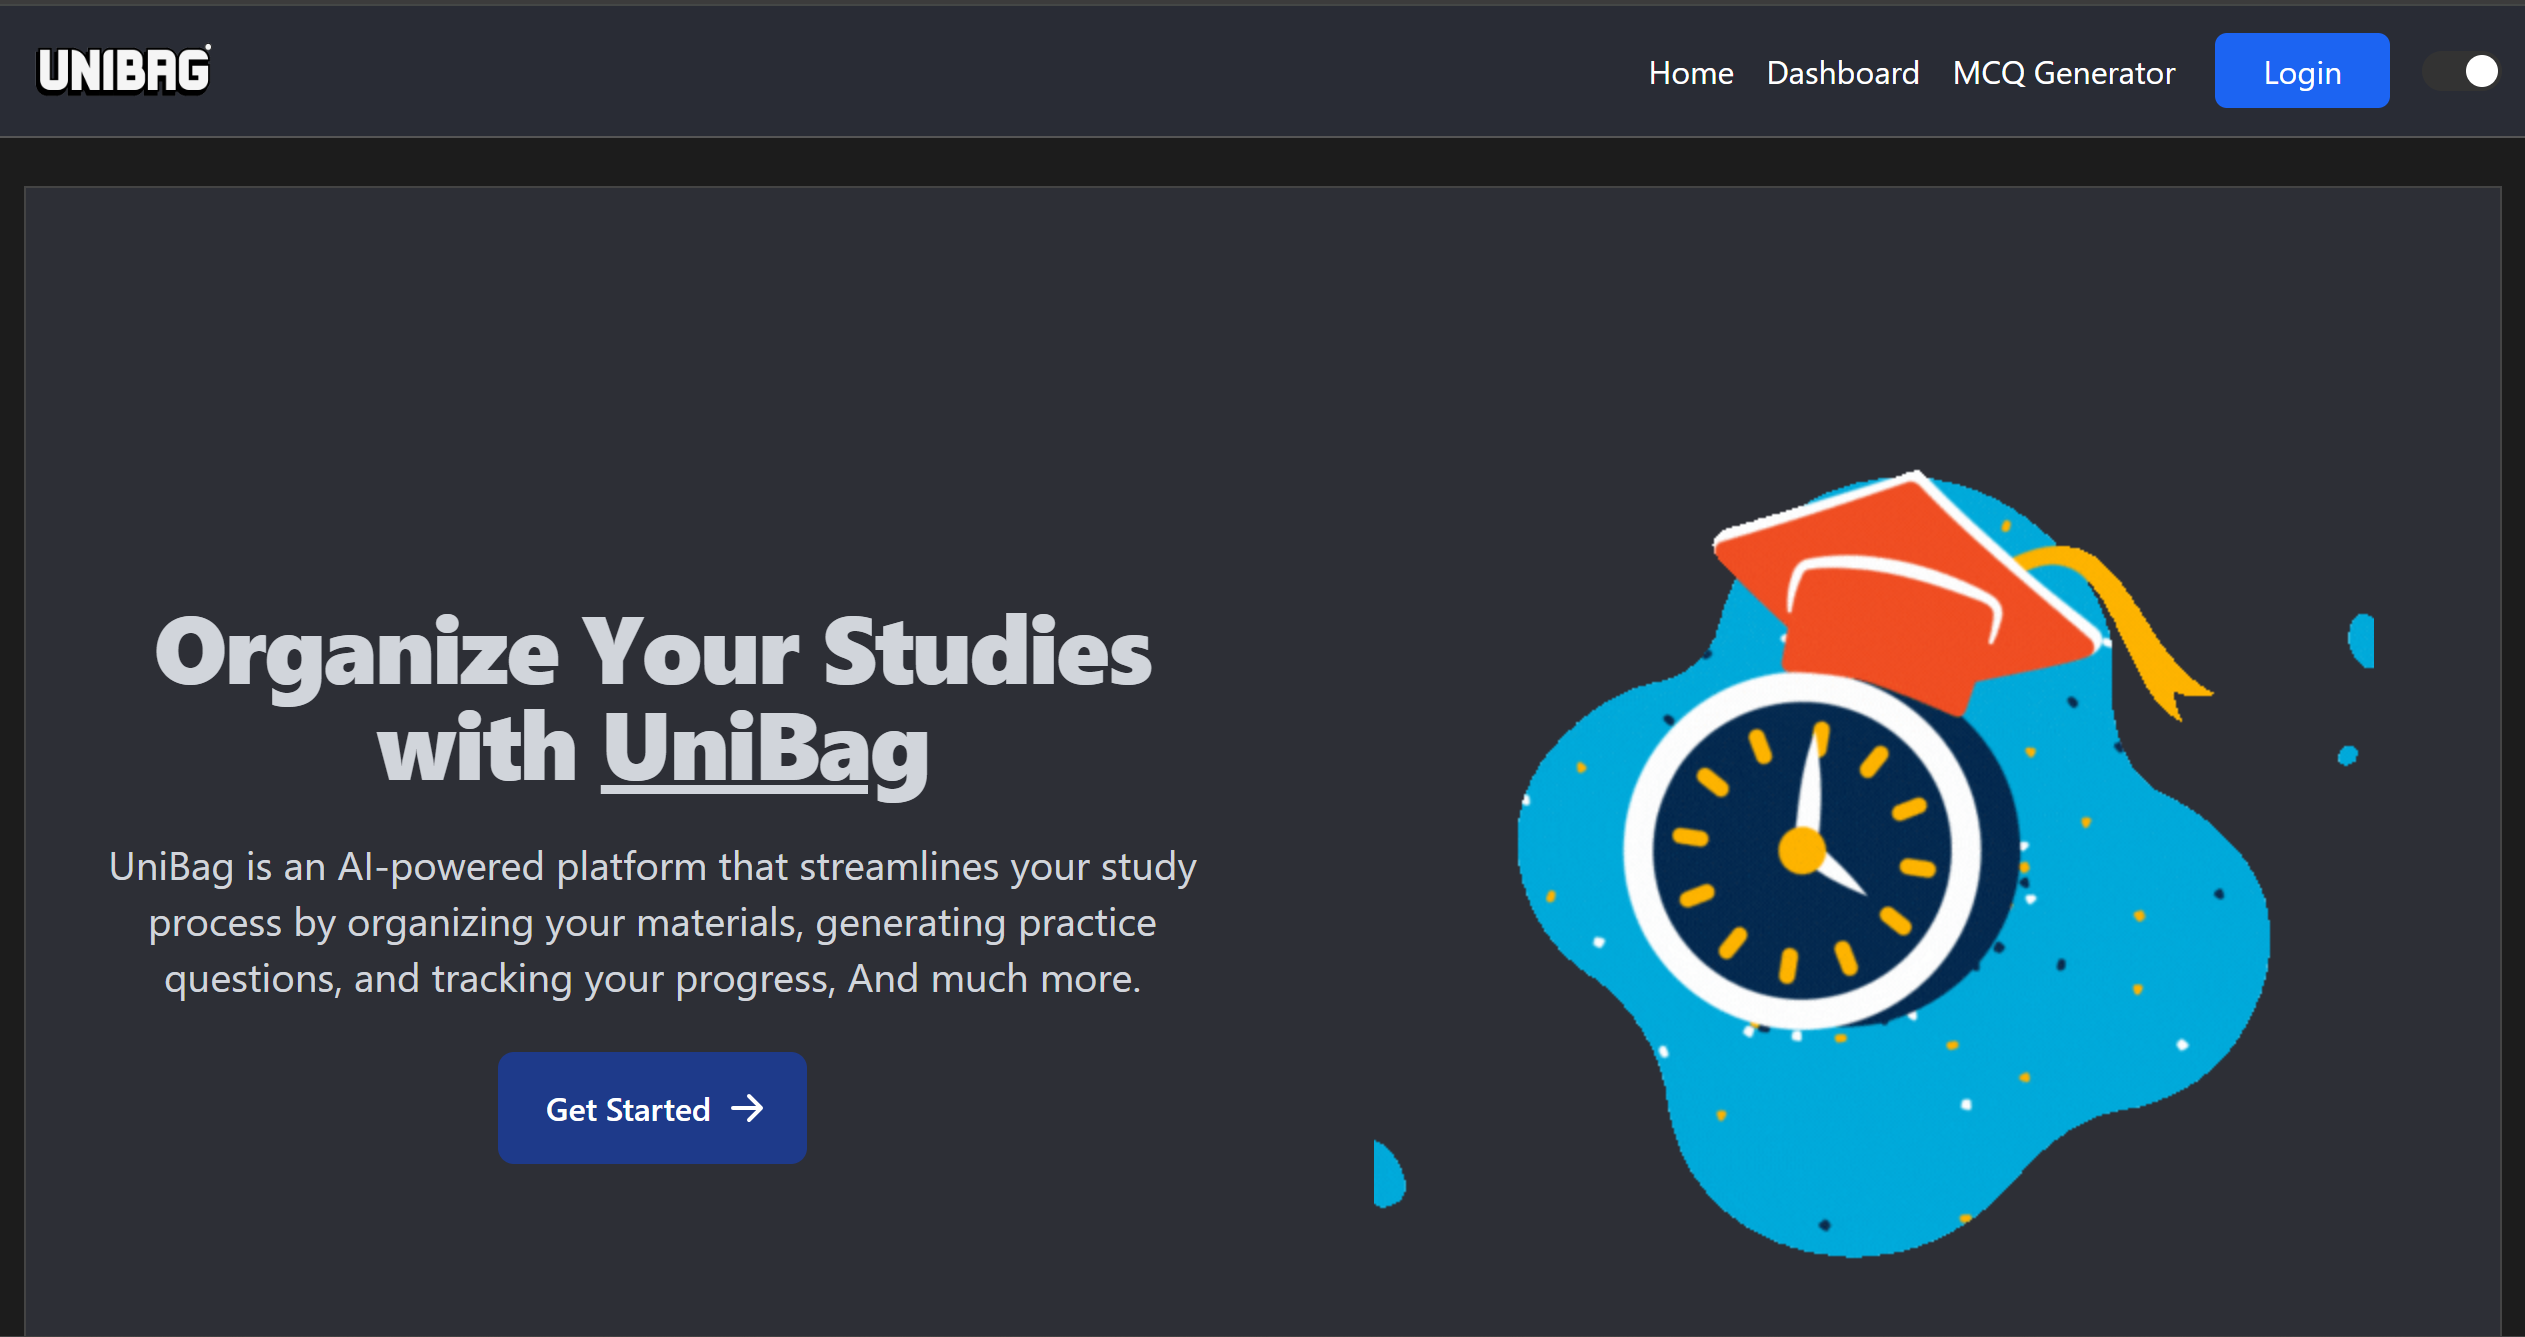 UNIBAG
Home Dashboard MCQ Generator Login
Organize Your Studies
with UniBag
UniBag is an AI-powered platform that streamlines your study
process by organizing your materials, generating practice
questions, and tracking your progress, And much more.
Get Started →